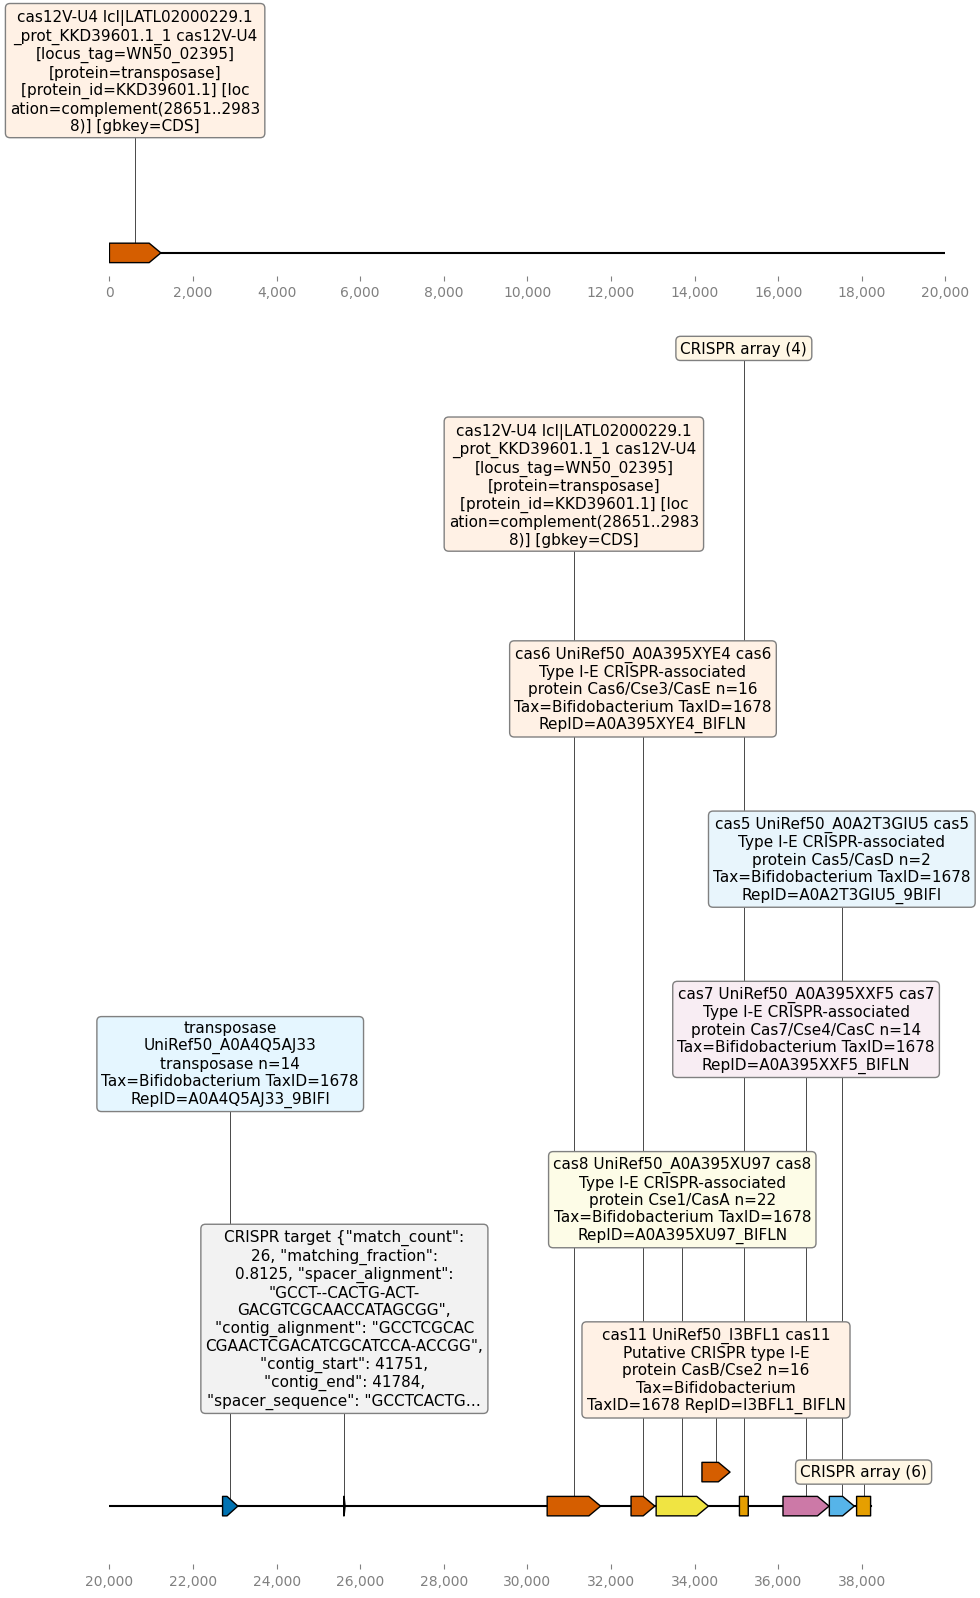 cas12V-U4 lcl|LATL02000229.1
_prot_KKD39601.1_1 cas12V-U4
[locus_tag=WN50_02395]
[protein=transposase]
[protein_id=KKD39601.1] [loc
ation=complement(28651..2983
8)] [gbkey=CDS]
0 2,000 4,000 6,000 8,000 10,000 12,000 14,000 16,000 18,000 20,000
CRISPR array (4)
cas12V-U4 lcl|LATL02000229.1
_prot_KKD39601.1_1 cas12V-U4
[locus_tag=WN50_02395]
[protein=transposase]
[protein_id=KKD39601.1] [loc
ation=complement(28651..2983
8)] [gbkey=CDS]
cas6 UniRef50_A0A395XYE4 cas6
Type I-E CRISPR-associated
protein Cas6/Cse3/CasE n=16
Tax=Bifidobacterium TaxID=1678
RepID=A0A395XYE4_BIFLN
cas5 UniRef50_A0A2T3GIU5 cas5
Type I-E CRISPR-associated
protein Cas5/CasD n=2
Tax=Bifidobacterium TaxID=1678
RepID=A0A2T3GIU5_9BIFI
cas7 UniRef50_A0A395XXF5 cas7
Type I-E CRISPR-associated
protein Cas7/Cse4/CasC n=14
Tax=Bifidobacterium TaxID=1678
RepID=A0A395XXF5_BIFLN
transposase
UniRef50_A0A4Q5AJ33
transposase n=14
Tax=Bifidobacterium TaxID=1678
RepID=A0A4Q5AJ33_9BIFI
cas8 UniRef50_A0A395XU97 cas8
Type I-E CRISPR-associated
protein Cse1/CasA n=22
Tax=Bifidobacterium TaxID=1678
RepID=A0A395XU97_BIFLN
CRISPR target {"match_count":
26, "matching_fraction":
0.8125, "spacer_alignment":
"GCCT--CACTG-ACT-
GACGTCGCAACCATAGCGG",
"contig_alignment": "GCCTCGCAC
CGAACTCGACATCGCATCCA-ACCGG",
"contig_start": 41751,
"contig_end": 41784,
"spacer_sequence": "GCCTCACTG...
cas11 UniRef50_I3BFL1 cas11
Putative CRISPR type I-E
protein CasB/Cse2 n=16
Tax=Bifidobacterium
TaxID=1678 RepID=I3BFL1_BIFLN
CRISPR array (6)
20,000 22,000 24,000 26,000 28,000 30,000 32,000 34,000 36,000 38,000